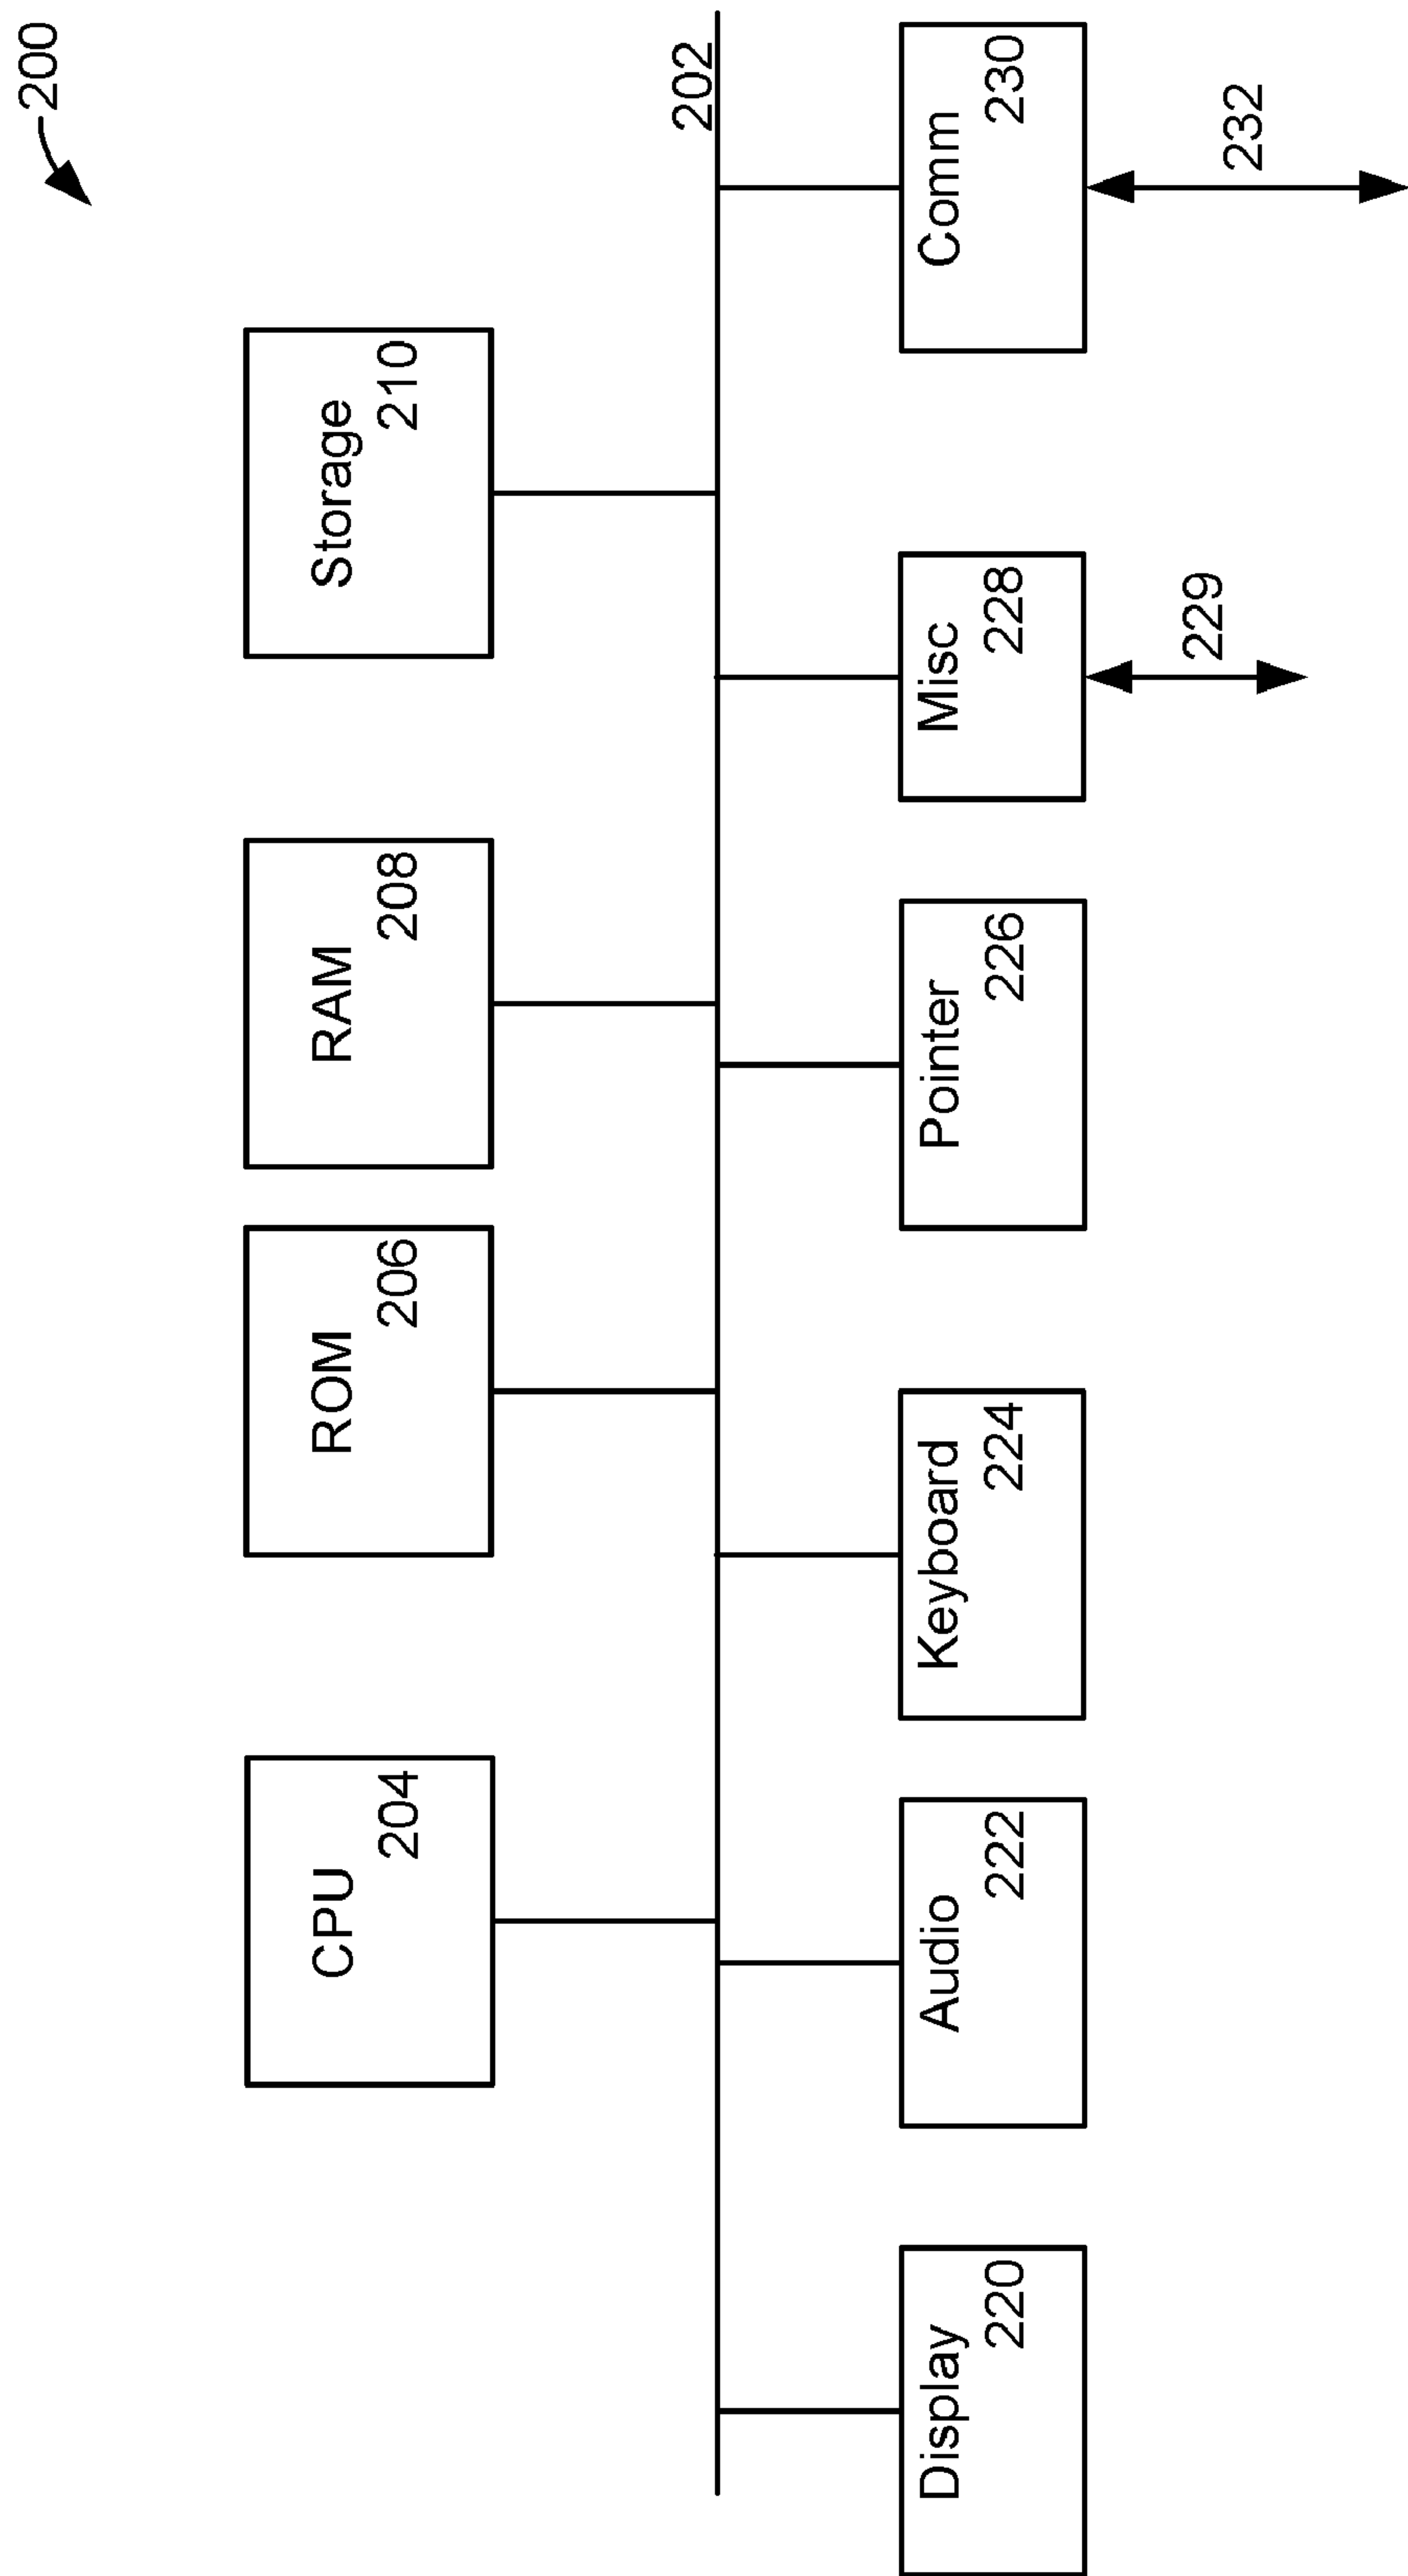 200
CPU
204
ROM
206
RAM
208
Storage
210
202
Display
220
Audio
222
Keyboard
224
Pointer
226
Misc
228
Comm
230
229
232